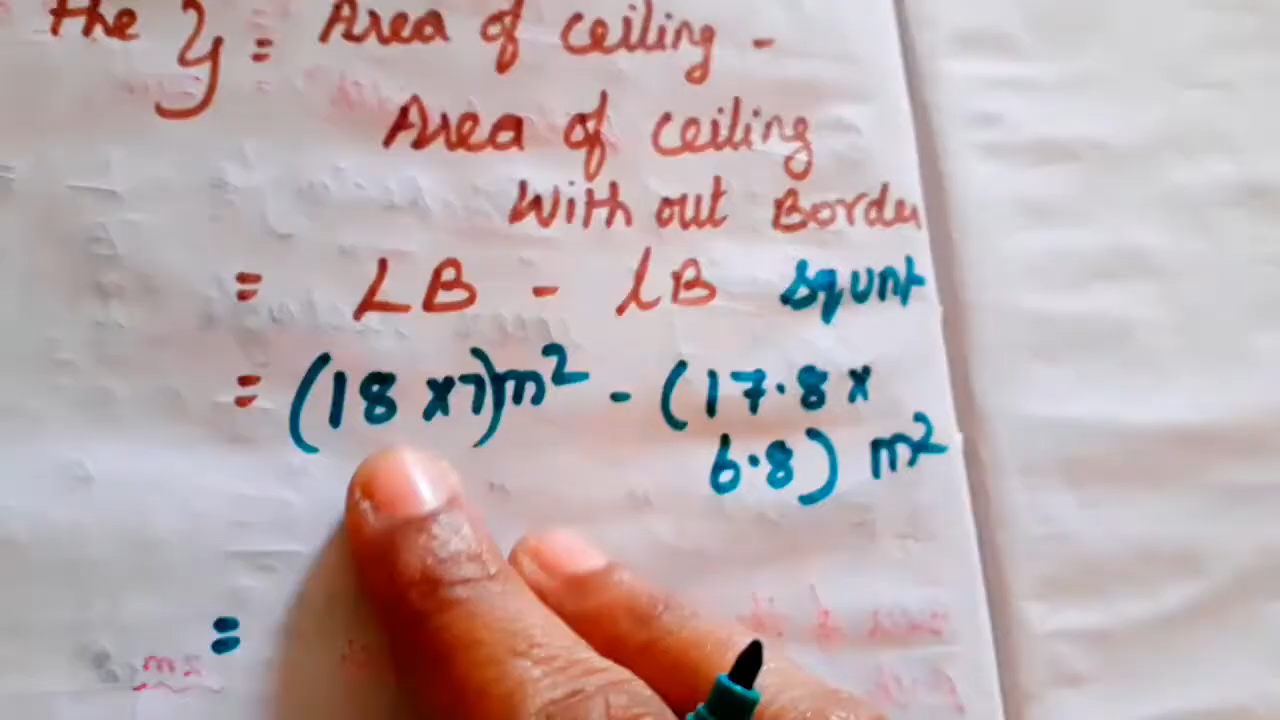 the } = Area of ceiling -
Area of ceiling
With out Border
= LB - lB squnt
= (18 x7)m² - (17.8 x
6.8) m²
=